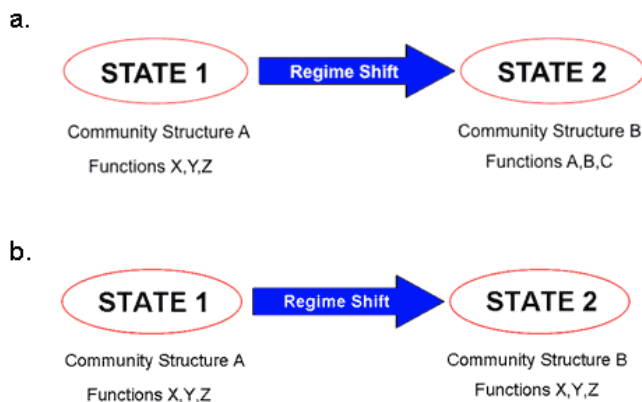 a.
STATE 1
Regime Shift
STATE 2
Community Structure A
Community Structure B
Functions X,Y,Z
Functions A,B,C
b.
STATE 1
Regime Shift
STATE 2
Community Structure A
Community Structure B
Functions X,Y,Z
Functions X,Y,Z